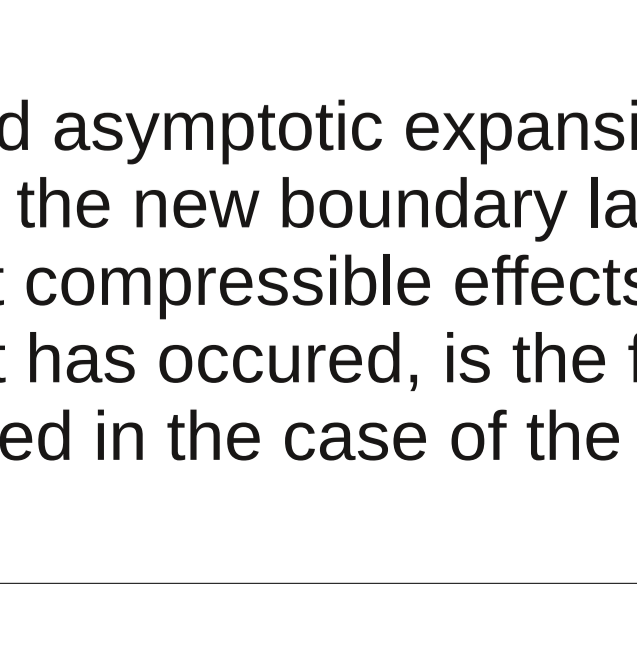 d asymptotic expansi
the new boundary la
t compressible effects
t has occured, is the f
ed in the case of the